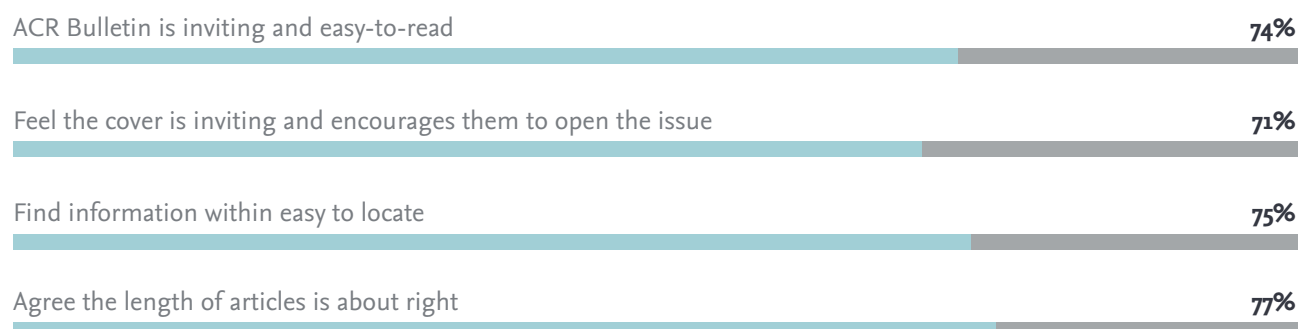 ACR Bulletin is inviting and easy-to-read 74%
Feel the cover is inviting and encourages them to open the issue 71%
Find information within easy to locate 75%
Agree the length of articles is about right 77%